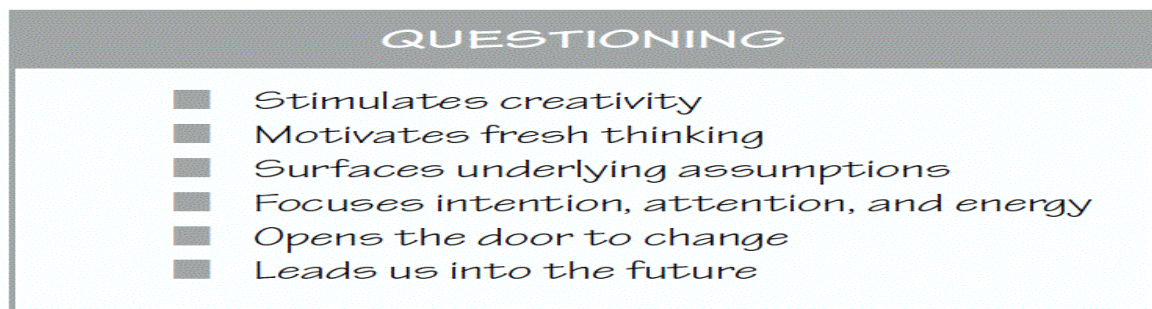 QUESTIONING
Stimulates creativity
Motivates fresh thinking
Surfaces underlying assumptions
Focuses intention, attention, and energy
Opens the door to change
Leads us into the future